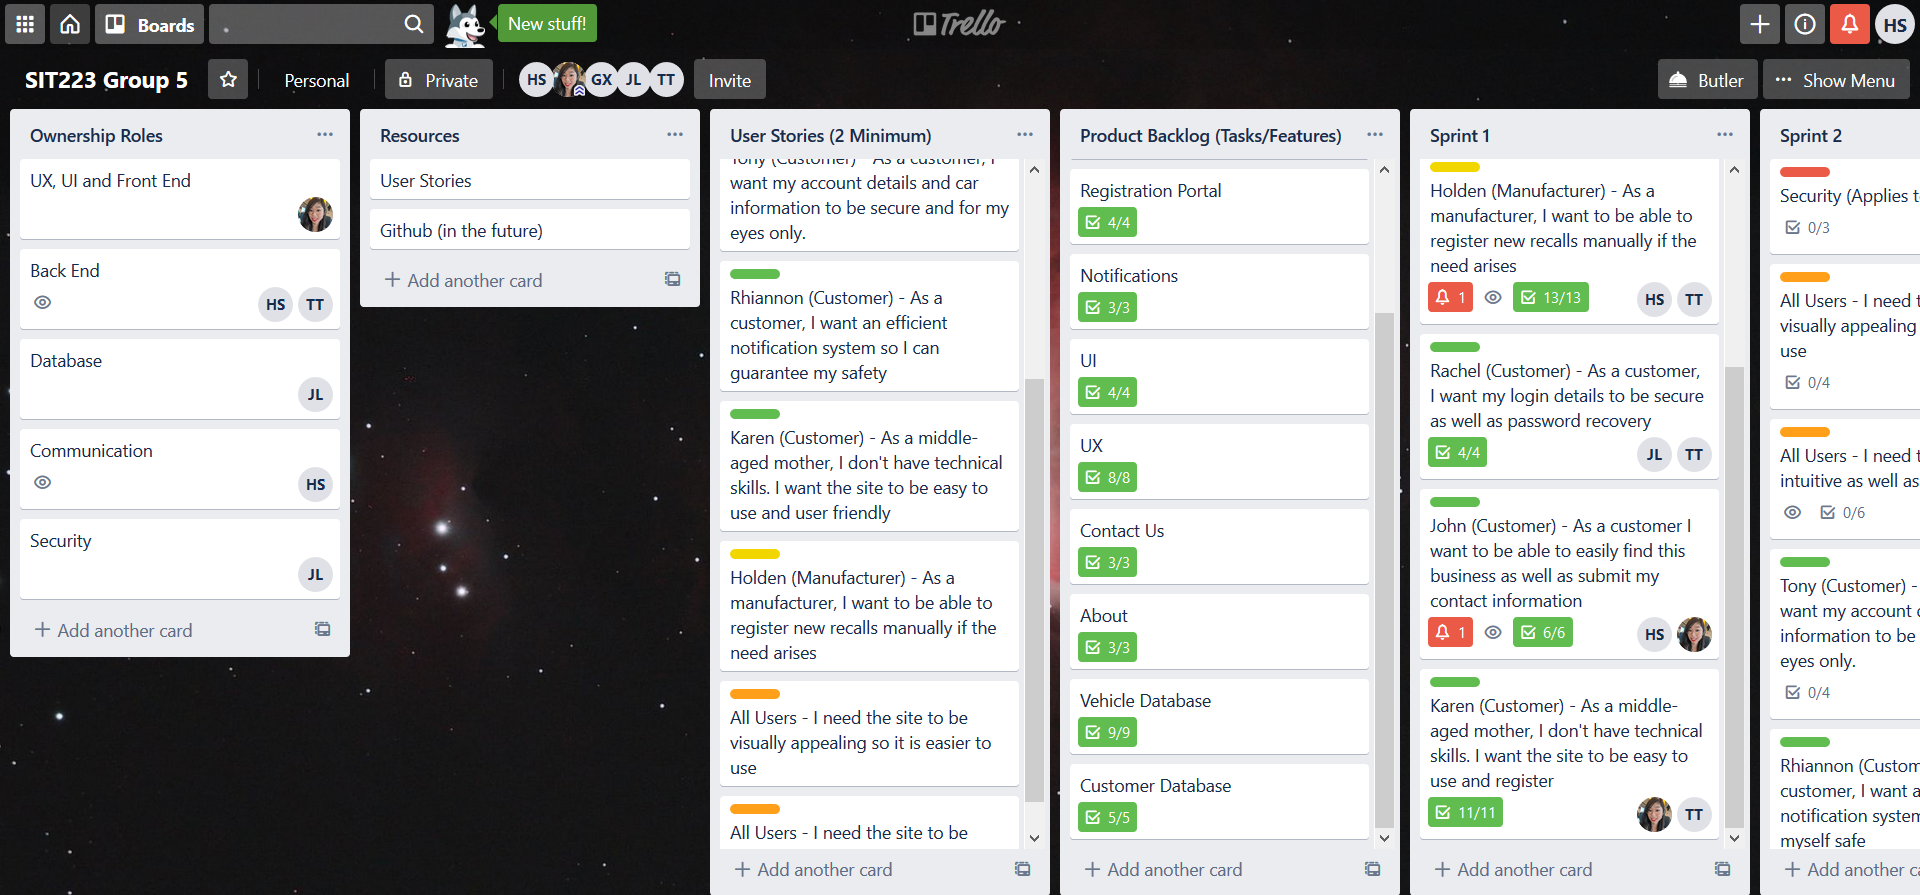 Boards
New stuff!
Trello
HS
SIT223 Group 5
Personal
Private
HS
GX
JL
TT
Invite
Butler
Show Menu
Ownership Roles
UX, UI and Front End
Back End
HS
TT
Database
JL
Communication
HS
Security
JL
Add another card
Resources
User Stories
Github (in the future)
Add another card
User Stories (2 Minimum)
Tony (Customer) - As a customer, I
want my account details and car
information to be secure and for my
eyes only.
Rhiannon (Customer) - As a
customer, I want an efficient
notification system so I can
guarantee my safety
Karen (Customer) - As a middle-
aged mother, I don't have technical
skills. I want the site to be easy to
use and user friendly
Holden (Manufacturer) - As a
manufacturer, I want to be able to
register new recalls manually if the
need arises
All Users - I need the site to be
visually appealing so it is easier to
use
All Users - I need the site to be
Add another card
Product Backlog (Tasks/Features)
Registration Portal
4/4
Notifications
3/3
UI
4/4
UX
8/8
Contact Us
3/3
About
3/3
Vehicle Database
9/9
Customer Database
5/5
Add another card
Sprint 1
Holden (Manufacturer) - As a
manufacturer, I want to be able to
register new recalls manually if the
need arises
1
13/13
HS
TT
Rachel (Customer) - As a customer,
I want my login details to be secure
as well as password recovery
4/4
JL
TT
John (Customer) - As a customer I
want to be able to easily find this
business as well as submit my
contact information
1
6/6
HS
Karen (Customer) - As a middle-
aged mother, I don't have technical
skills. I want the site to be easy to
use and register
11/11
TT
Add another card
Sprint 2
Security (Applies t
0/3
All Users - I need t
visually appealing
use
0/4
All Users - I need t
intuitive as well as
0/6
Tony (Customer) -
want my account
information to be
eyes only.
0/4
Rhiannon (Custom
customer, I want a
notification system
myself safe
Add another ca